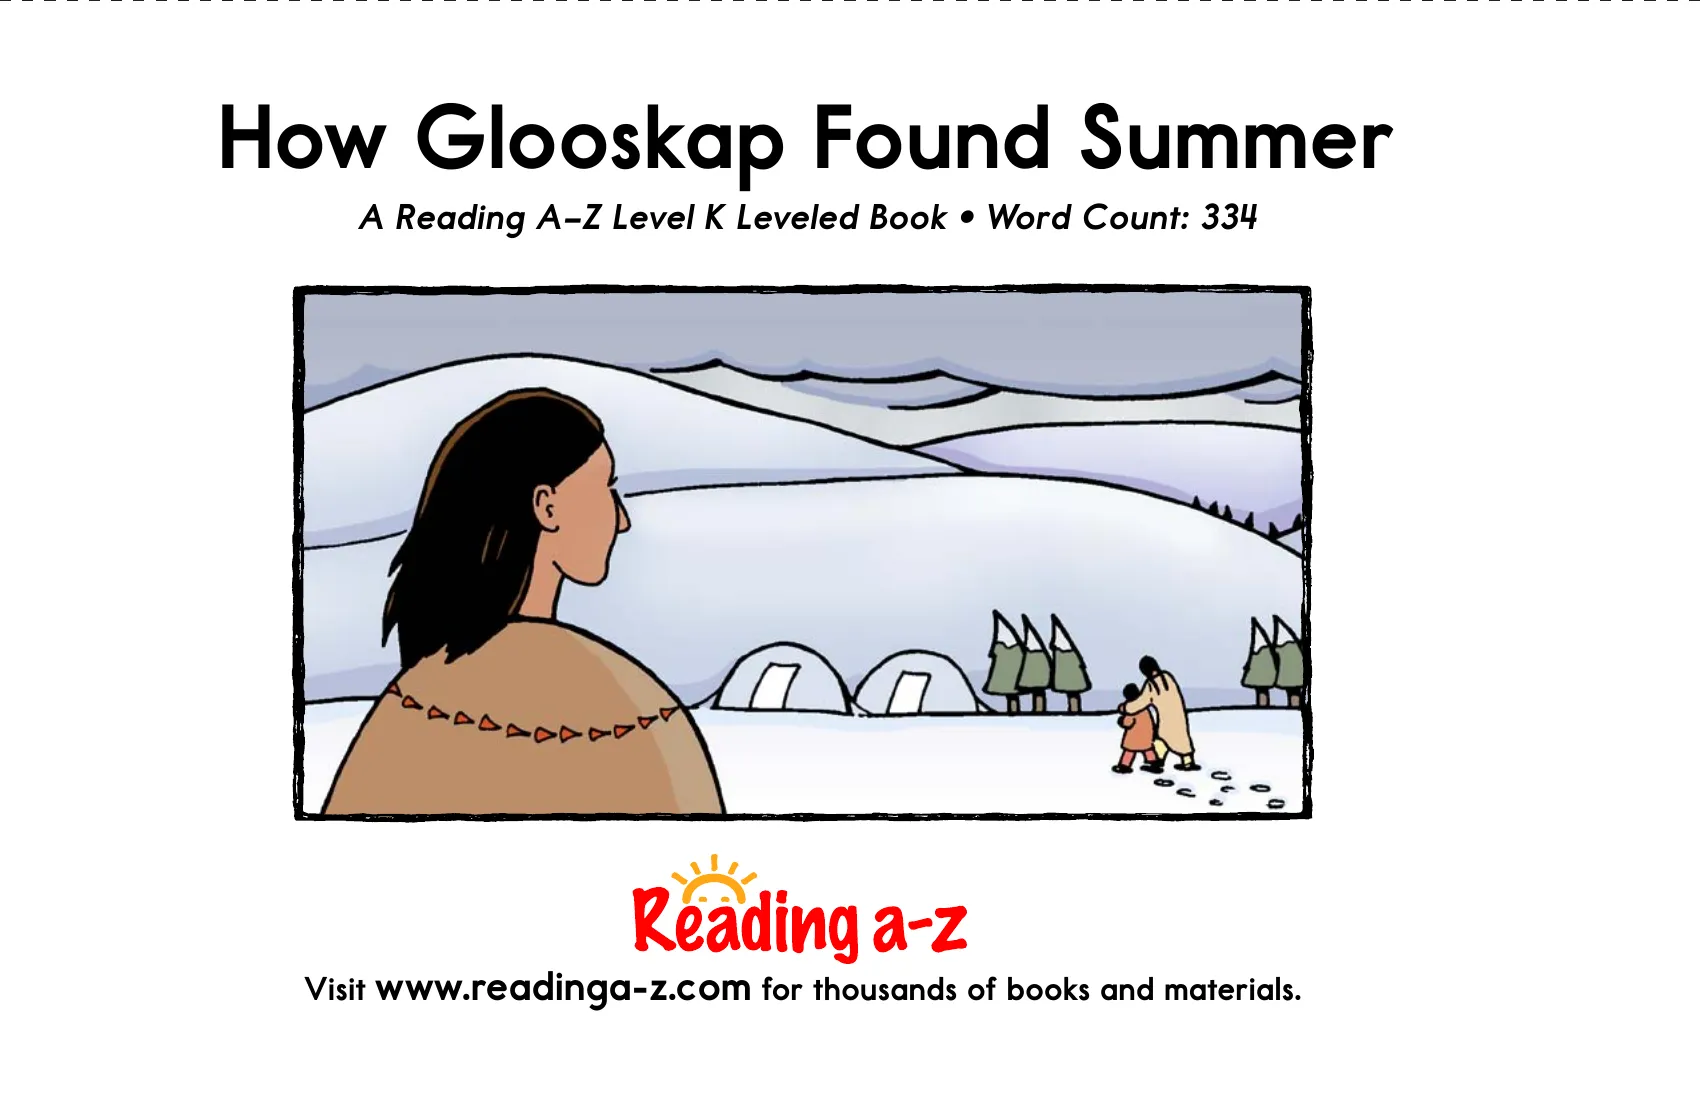 How Glooskap Found Summer
A Reading A–Z Level K Leveled Book • Word Count: 334
Reading a-z
Visit www.readinga-z.com for thousands of books and materials.